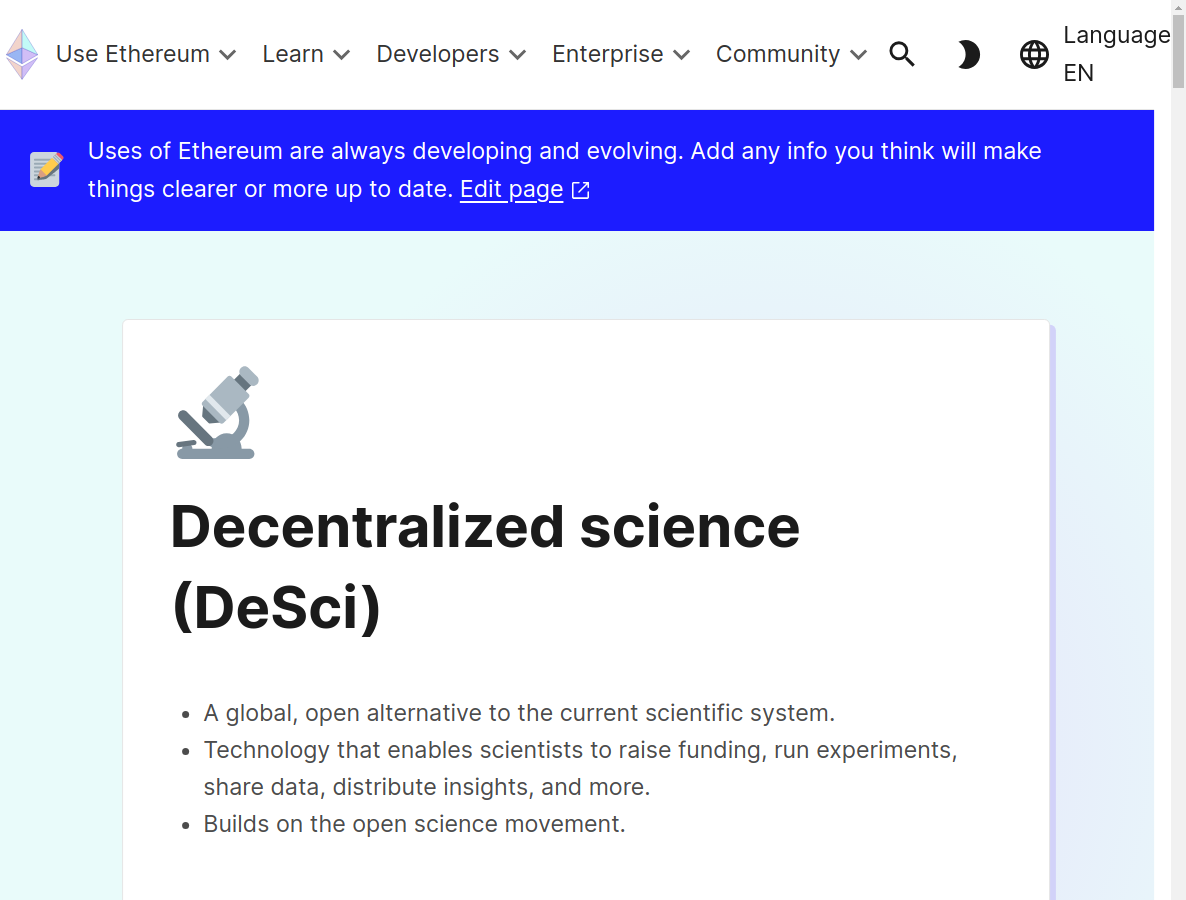 Use Ethereum Learn Developers Enterprise Community Language
EN
Uses of Ethereum are always developing and evolving. Add any info you think will make
things clearer or more up to date. Edit page
Decentralized science
(DeSci)
A global, open alternative to the current scientific system.
Technology that enables scientists to raise funding, run experiments,
share data, distribute insights, and more.
Builds on the open science movement.